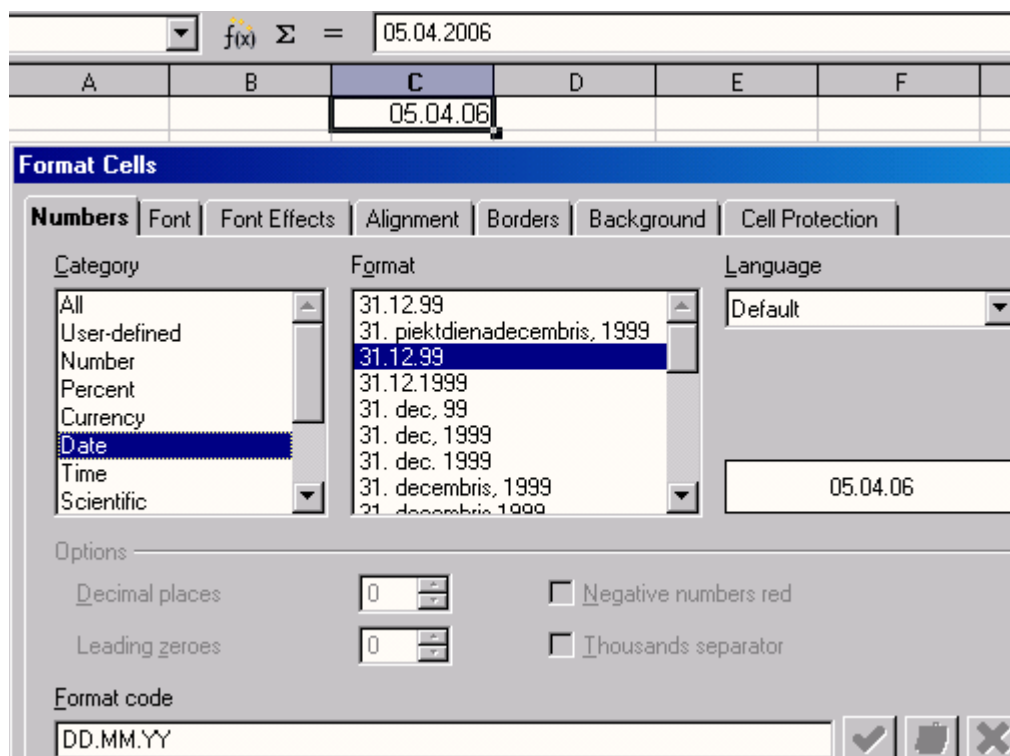 f(x) Σ = 05.04.2006
A B C D E F
05.04.06
Format Cells
Numbers Font Font Effects Alignment Borders Background Cell Protection
Category Format Language
All
User-defined
Number
Percent
Currency
Date
Time
Scientific
31.12.99
31. piektdienadecembris, 1999
31.12.99
31.12.1999
31. dec, 99
31. dec, 1999
31. dec. 1999
31. decembris, 1999
31. decembris 1999
Default
05.04.06
Options
Decimal places 0 Negative numbers red
Leading zeroes 0 Thousands separator
Format code
DD.MM.YY